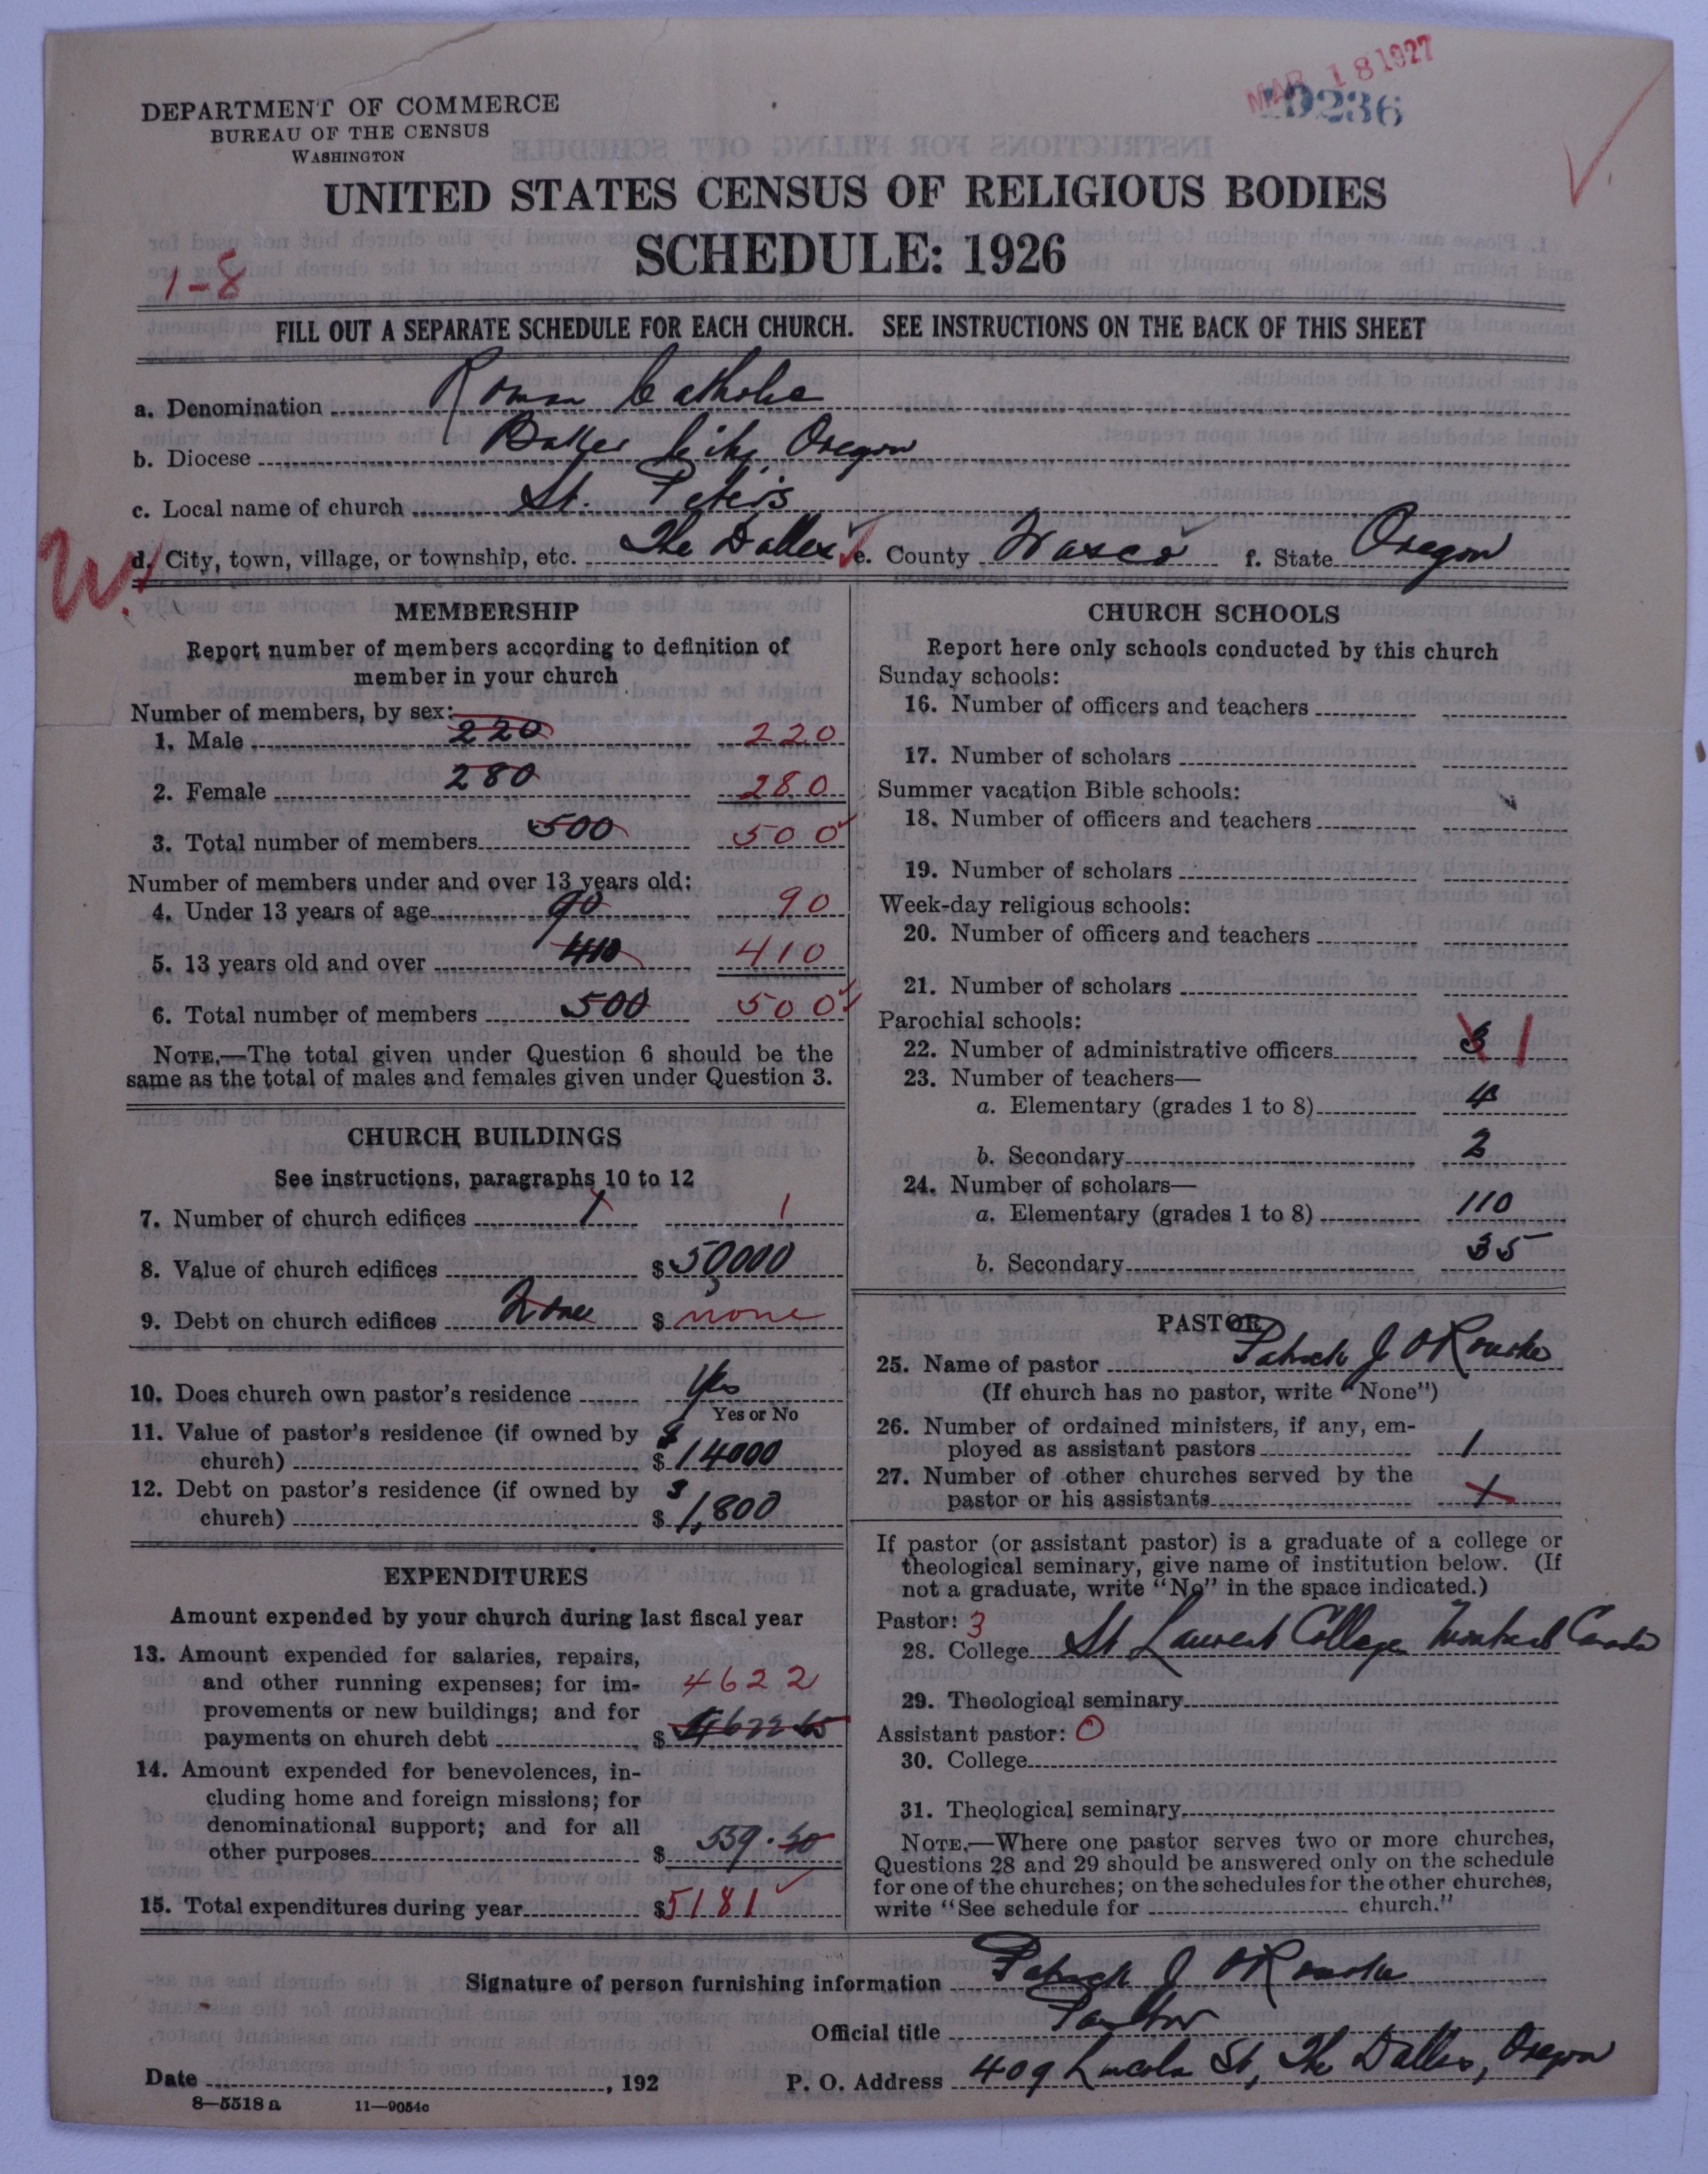 MAR 18 1927
DEPARTMENT OF COMMERCE
BUREAU OF THE CENSUS
WASHINGTON
UNITED STATES CENSUS OF RELIGIOUS BODIES
SCHEDULE: 1926
1-8
FILL OUT A SEPARATE SCHEDULE FOR EACH CHURCH. SEE INSTRUCTIONS ON THE BACK OF THIS SHEET
a. Denomination Roman Catholic
b. Diocese Baker City, Oregon
c. Local name of church St. Peters
W.
d. City, town, village, or township, etc. The Dalles e. County Wasco f. State Oregon
MEMBERSHIP
Report number of members according to definition of
member in your church
Number of members, by sex:
1. Male 220 220
2. Female 280 280
3. Total number of members 500 500
Number of members under and over 13 years old:
4. Under 13 years of age 90 90
5. 13 years old and over 410 410
6. Total number of members 500 500
NOTE.—The total given under Question 6 should be the
same as the total of males and females given under Question 3.
CHURCH BUILDINGS
See instructions, paragraphs 10 to 12
7. Number of church edifices 1 1
8. Value of church edifices $50000
9. Debt on church edifices None $ none
10. Does church own pastor's residence Yes
Yes or No
11. Value of pastor's residence (if owned by
church) $14000
12. Debt on pastor's residence (if owned by
church) $1,800
EXPENDITURES
Amount expended by your church during last fiscal year
13. Amount expended for salaries, repairs,
and other running expenses; for im- 4622
provements or new buildings; and for
payments on church debt $ 4622 65
14. Amount expended for benevolences, in-
cluding home and foreign missions; for
denominational support; and for all
other purposes $ 559.50
15. Total expenditures during year $5181
CHURCH SCHOOLS
Report here only schools conducted by this church
Sunday schools:
16. Number of officers and teachers
17. Number of scholars
Summer vacation Bible schools:
18. Number of officers and teachers
19. Number of scholars
Week-day religious schools:
20. Number of officers and teachers
21. Number of scholars
Parochial schools:
22. Number of administrative officers 3 1
23. Number of teachers—
a. Elementary (grades 1 to 8) 4
b. Secondary 2
24. Number of scholars—
a. Elementary (grades 1 to 8) 110
b. Secondary 35
PASTOR
25. Name of pastor Patrick J O'Rourke
(If church has no pastor, write "None")
26. Number of ordained ministers, if any, em-
ployed as assistant pastors 1
27. Number of other churches served by the
pastor or his assistants 1
If pastor (or assistant pastor) is a graduate of a college or
theological seminary, give name of institution below. (If
not a graduate, write "No" in the space indicated.)
Pastor: 3
28. College St Laurent College Montreal Canada
29. Theological seminary
Assistant pastor: 0
30. College
31. Theological seminary
NOTE.—Where one pastor serves two or more churches,
Questions 28 and 29 should be answered only on the schedule
for one of the churches; on the schedules for the other churches,
write "See schedule for church."
Signature of person furnishing information Patrick J O'Rourke
Official title Pastor
Date , 192 P. O. Address 409 Lincoln St, The Dalles, Oregon
8—5518a 11—9054c